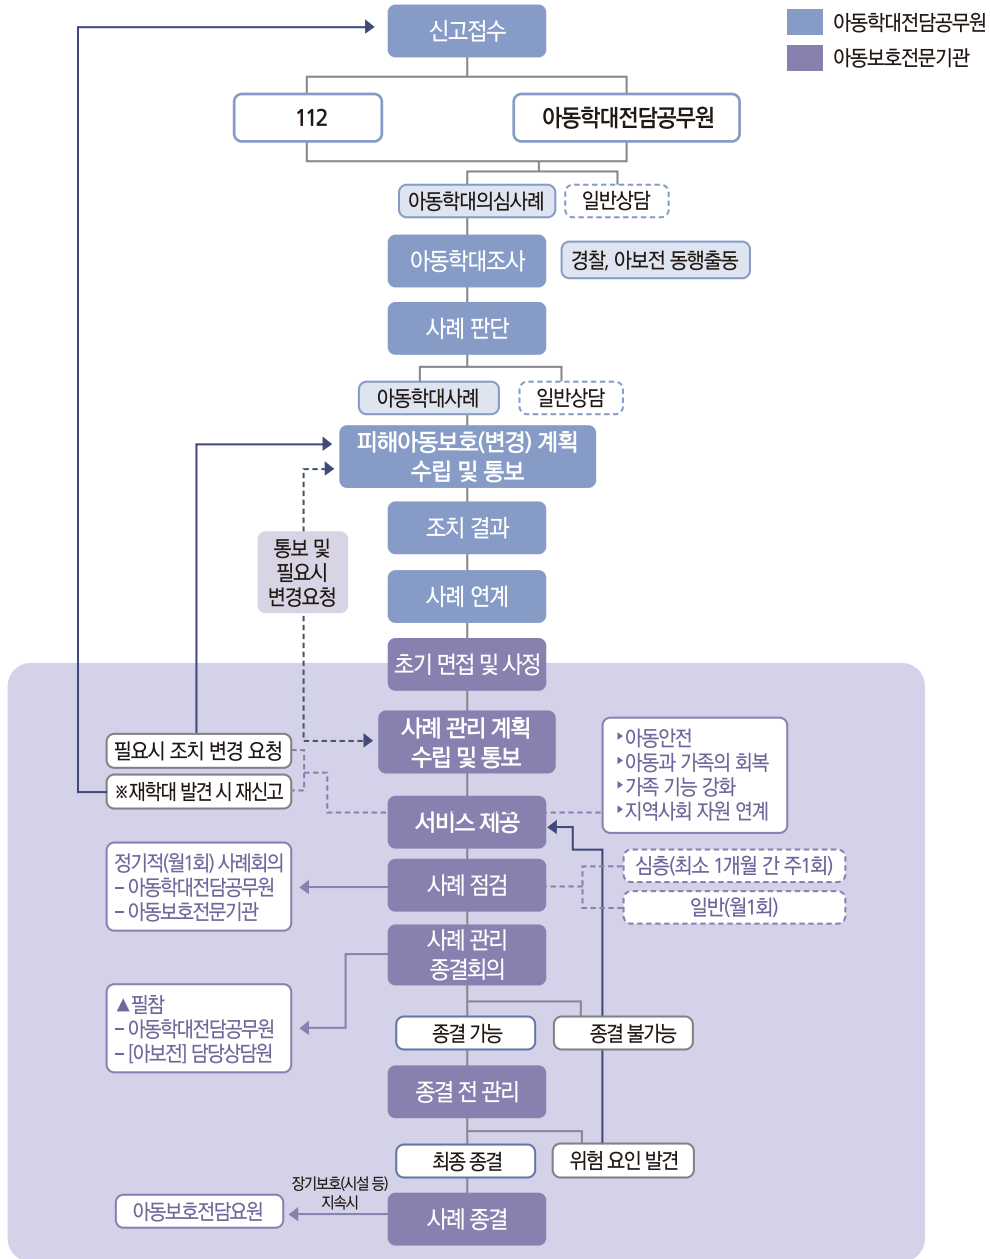 신고접수
아동학대전담공무원
아동보호전문기관
112
아동학대전담공무원
아동학대의심사례
일반상담
아동학대조사
경찰, 아보전 동행출동
사례 판단
아동학대사례
일반상담
피해아동보호(변경) 계획
수립 및 통보
조치 결과
통보 및
필요시
변경요청
사례 연계
초기 면접 및 사정
사례 관리 계획
수립 및 통보
필요시 조치 변경 요청
※재학대 발견 시 재신고
▸아동안전
▸아동과 가족의 회복
▸가족 기능 강화
▸지역사회 자원 연계
서비스 제공
정기적(월1회) 사례회의
– 아동학대전담공무원
– 아동보호전문기관
사례 점검
심층(최소 1개월 간 주1회)
일반(월1회)
사례 관리
종결회의
▲필참
– 아동학대전담공무원
– [아보전] 담당상담원
종결 가능
종결 불가능
종결 전 관리
최종 종결
위험 요인 발견
장기보호(시설 등)
지속시
아동보호전담요원
사례 종결